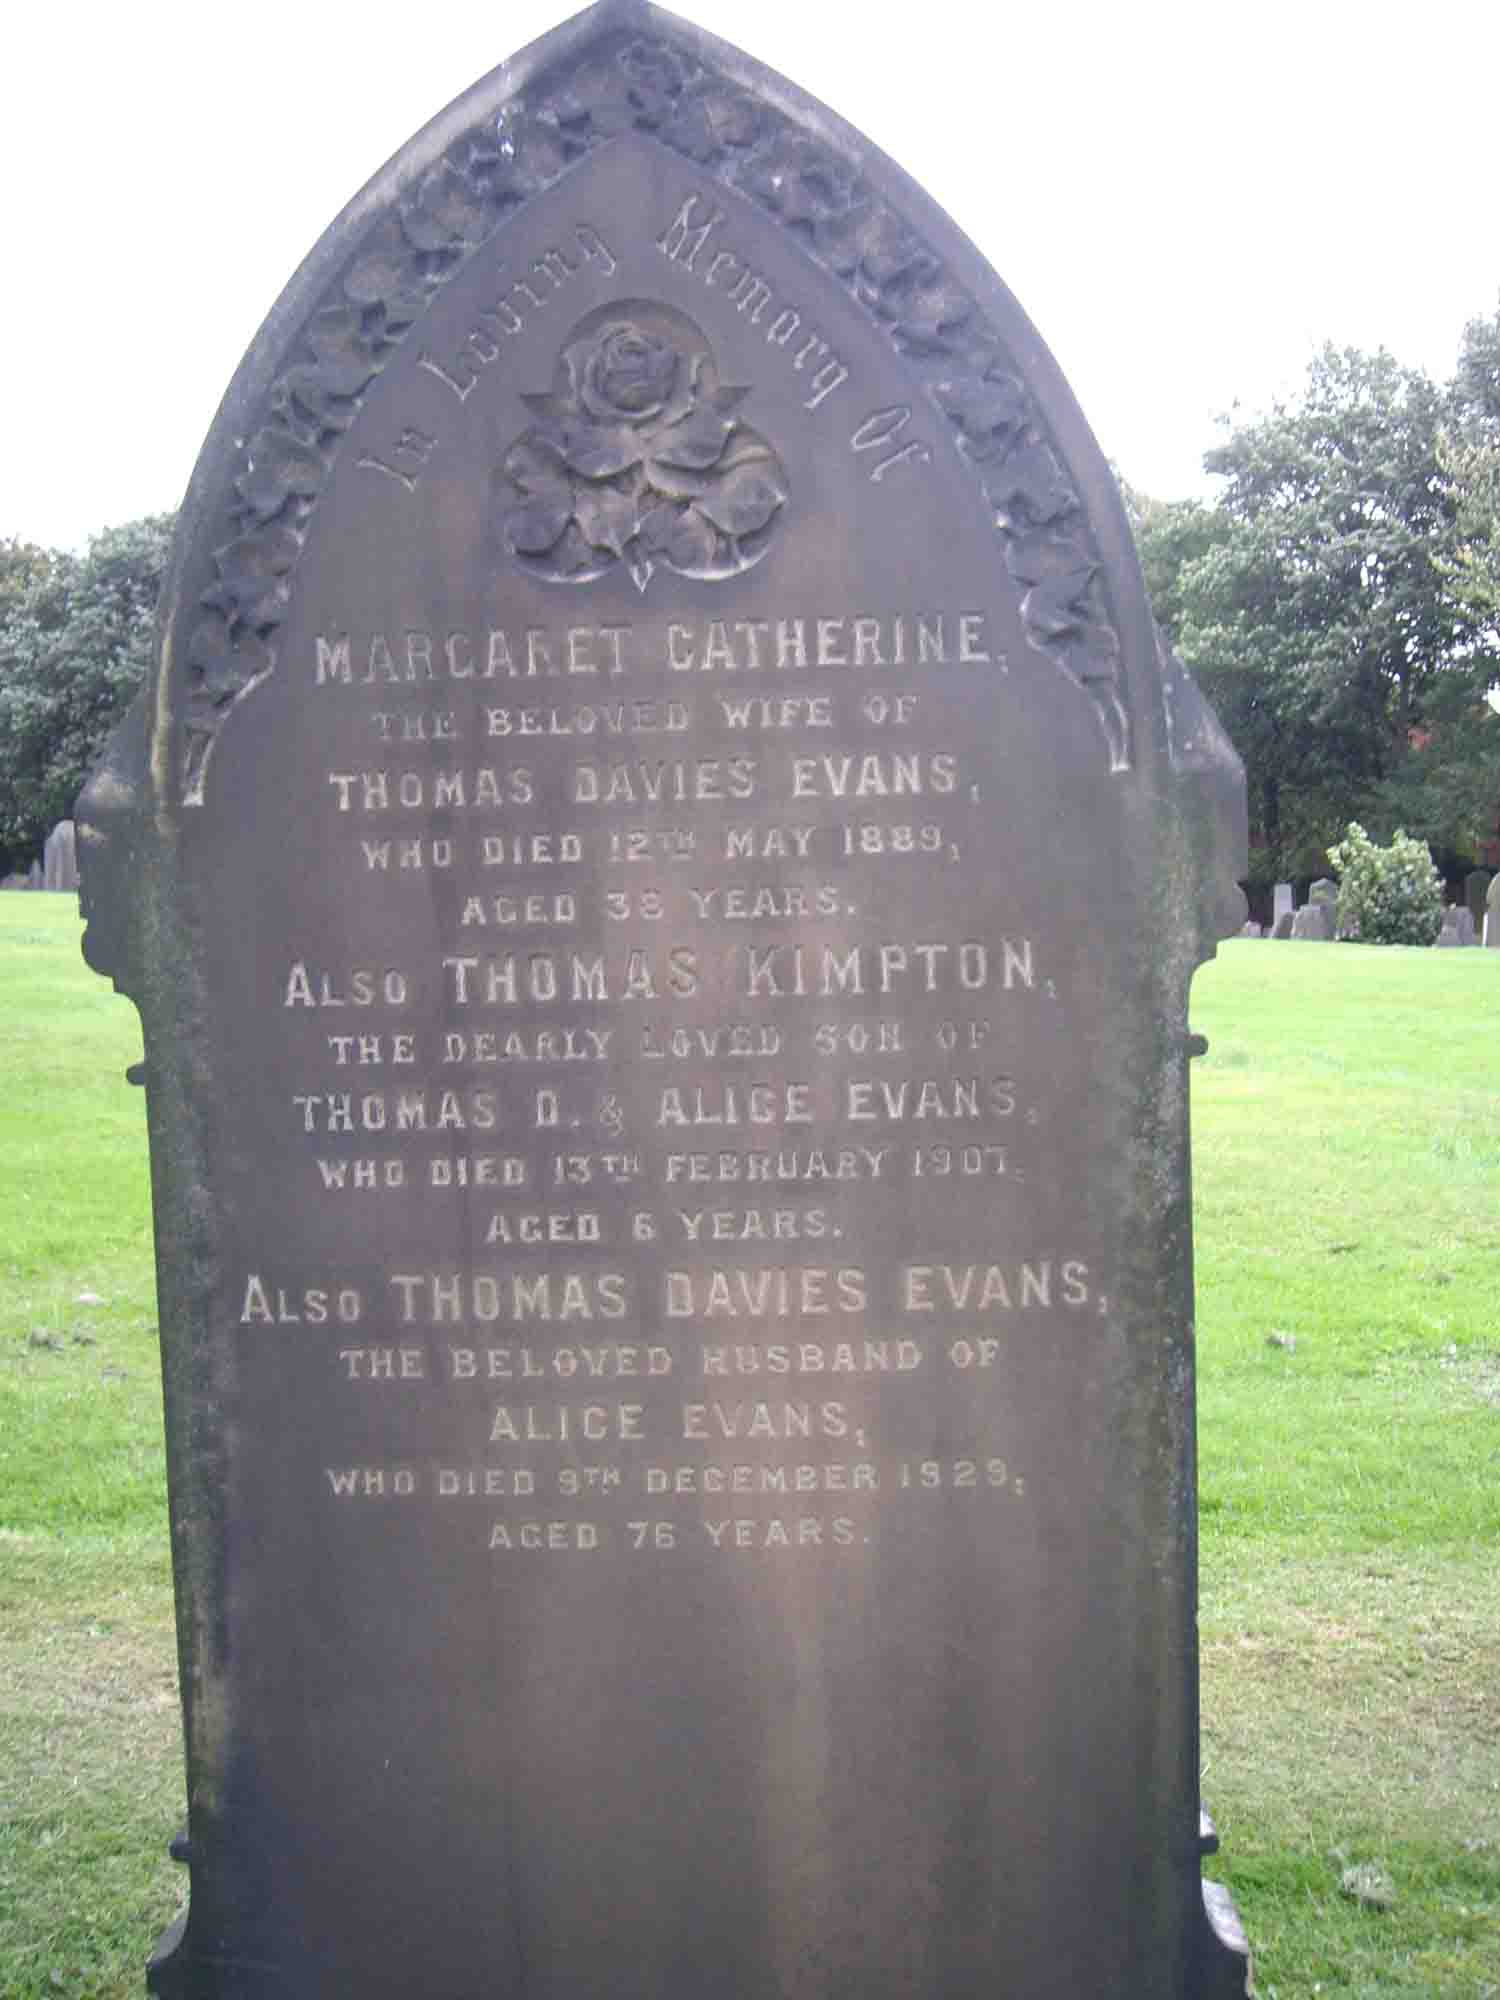 In Loving Memory Of
MARGARET CATHERINE,
THE BELOVED WIFE OF
THOMAS DAVIES EVANS,
WHO DIED 12TH MAY 1889,
AGED 38 YEARS.
ALSO THOMAS KIMPTON,
THE DEARLY LOVED SON OF
THOMAS D. & ALICE EVANS,
WHO DIED 13TH FEBRUARY 1907,
AGED 6 YEARS.
ALSO THOMAS DAVIES EVANS,
THE BELOVED HUSBAND OF
ALICE EVANS,
WHO DIED 9TH DECEMBER 1929,
AGED 76 YEARS.